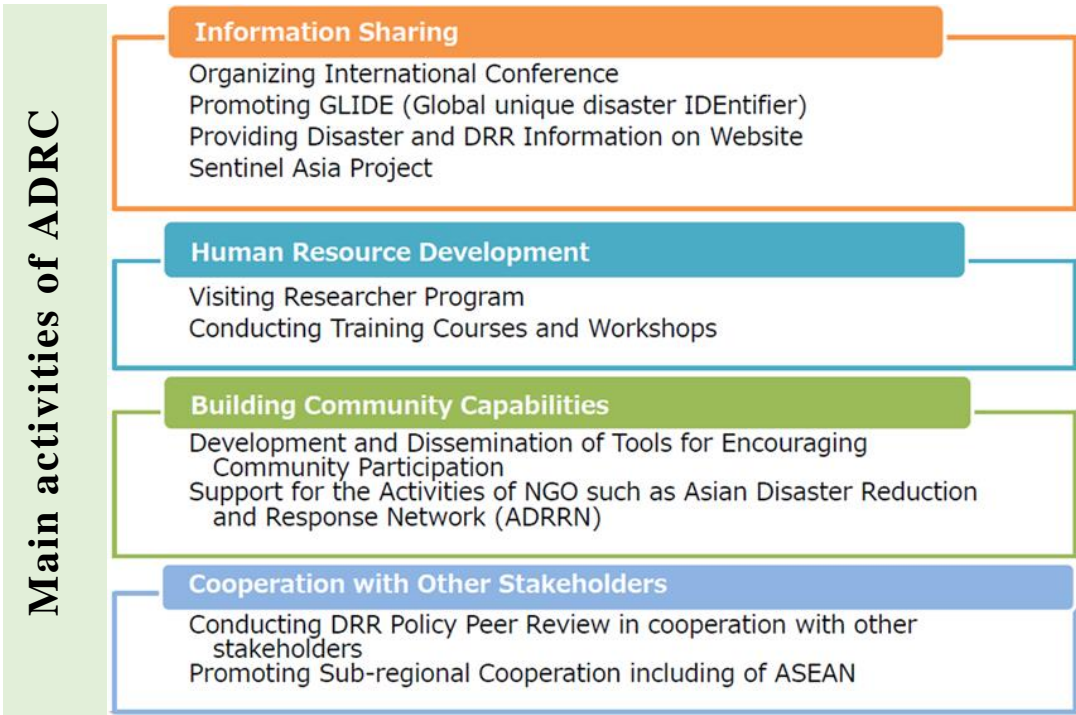 Main activities of ADRC
Information Sharing
Organizing International Conference
Promoting GLIDE (Global unique disaster IDEntifier)
Providing Disaster and DRR Information on Website
Sentinel Asia Project
Human Resource Development
Visiting Researcher Program
Conducting Training Courses and Workshops
Building Community Capabilities
Development and Dissemination of Tools for Encouraging
Community Participation
Support for the Activities of NGO such as Asian Disaster Reduction
and Response Network (ADRRN)
Cooperation with Other Stakeholders
Conducting DRR Policy Peer Review in cooperation with other
stakeholders
Promoting Sub-regional Cooperation including of ASEAN